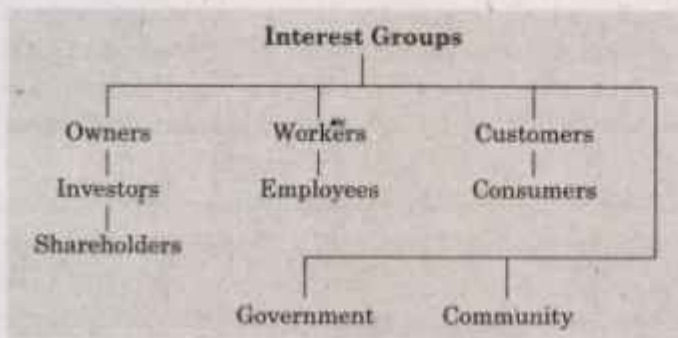 Interest Groups
Owners Workers Customers
Investors Employees Consumers
Shareholders
Government Community